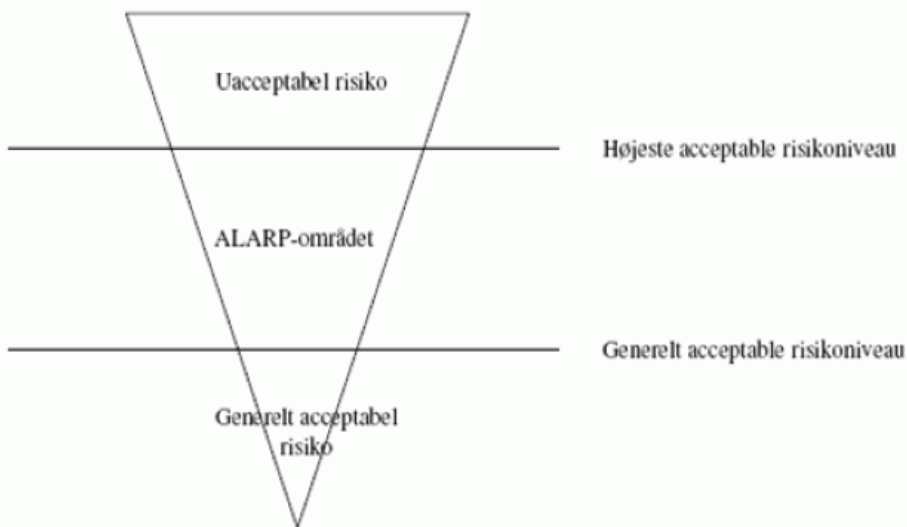 Uacceptabel risiko
Højeste acceptable risikoniveau
ALARP-området
Generelt acceptable risikoniveau
Generelt acceptabel
risiko